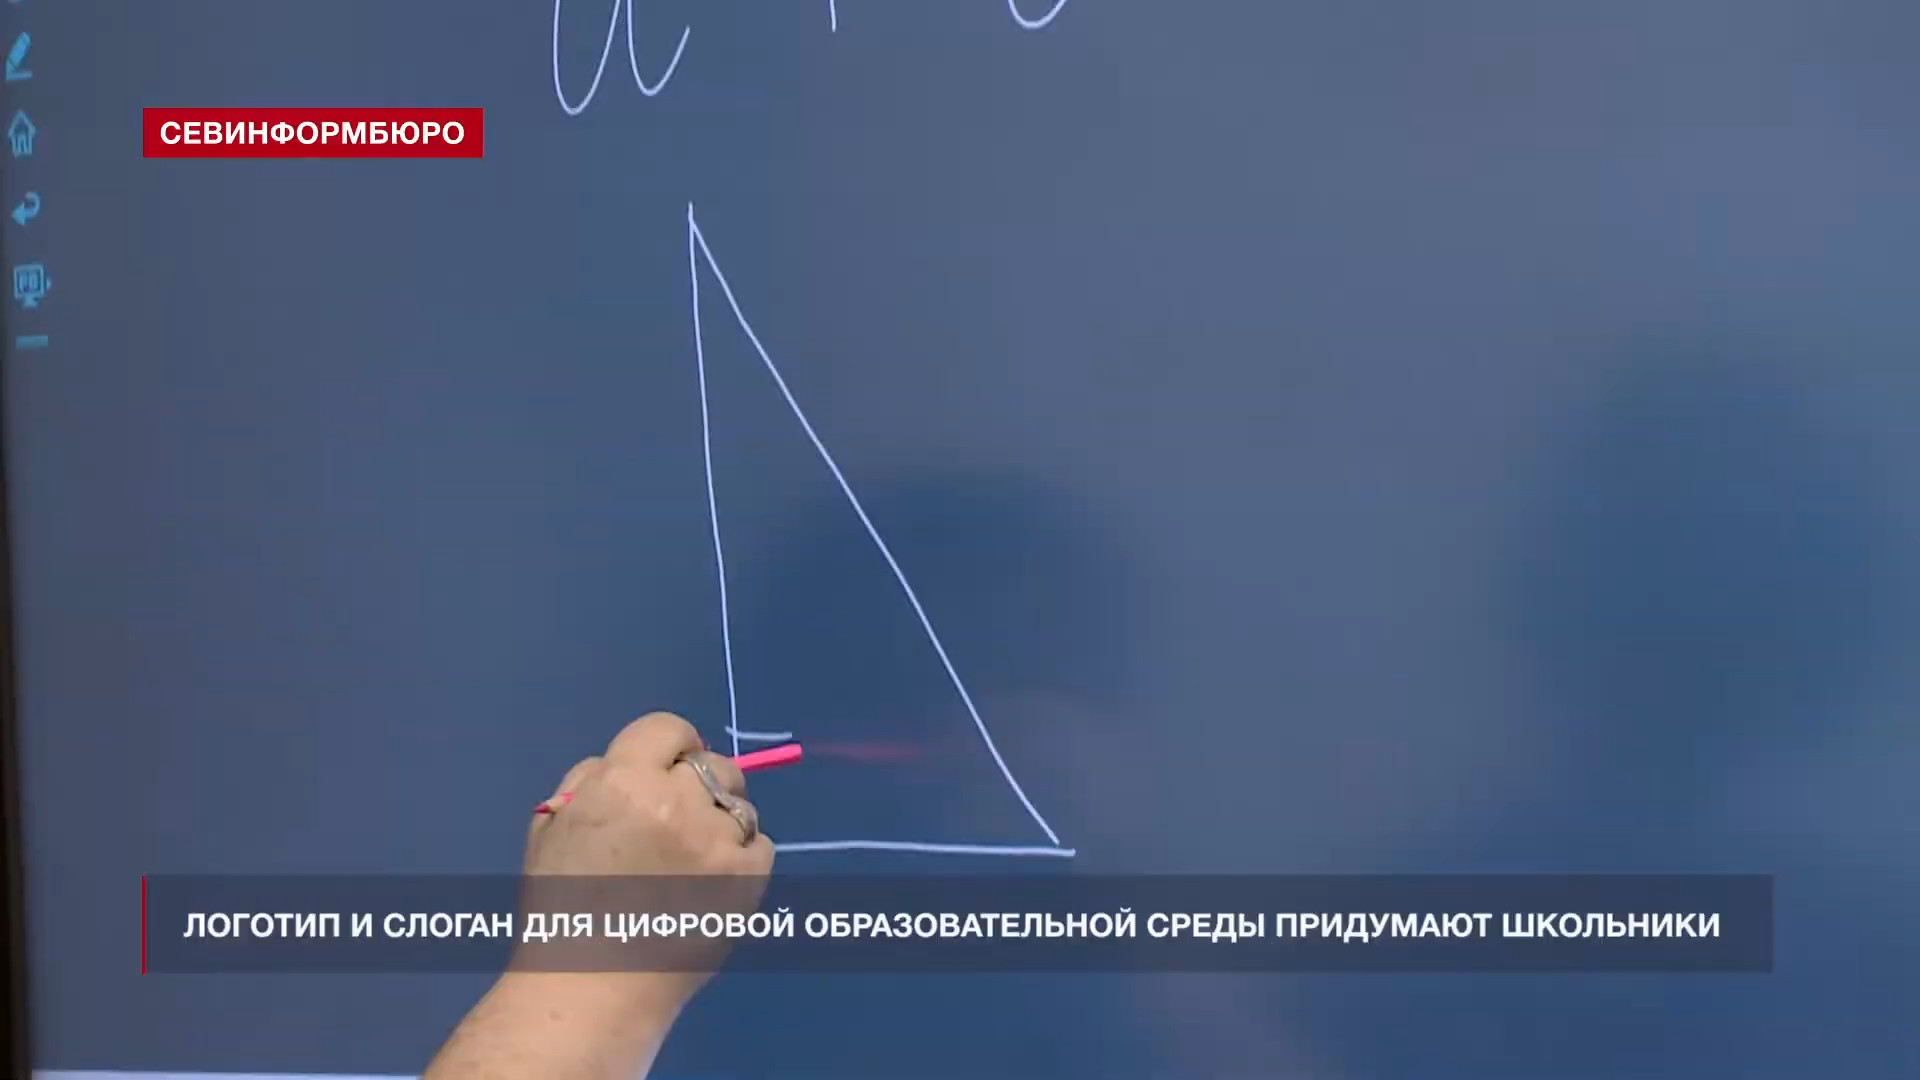 a + c
СЕВИНФОРМБЮРО
ЛОГОТИП И СЛОГАН ДЛЯ ЦИФРОВОЙ ОБРАЗОВАТЕЛЬНОЙ СРЕДЫ ПРИДУМАЮТ ШКОЛЬНИКИ